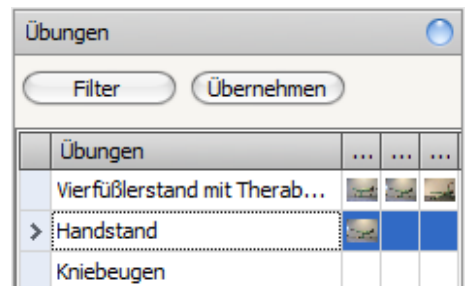 Übungen
Filter Übernehmen
Übungen ... ... ...
Vierfüßlerstand mit Therab...
Handstand
Kniebeugen